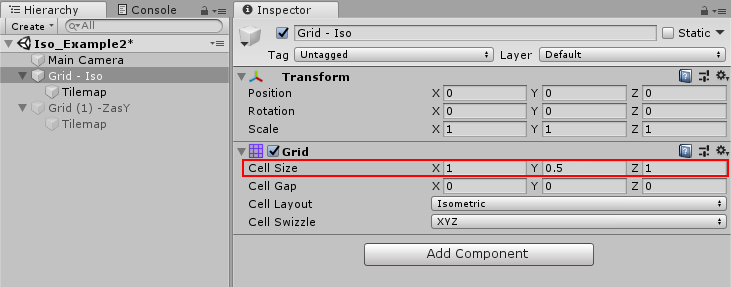 Hierarchy
Console
Create
All
Iso_Example2*
Main Camera
Grid - Iso
Tilemap
Grid (1) -ZasY
Tilemap
Inspector
Grid - Iso
Static
Tag Untagged Layer Default
Transform
Position X 0 Y 0 Z 0
Rotation X 0 Y 0 Z 0
Scale X 1 Y 1 Z 1
Grid
Cell Size X 1 Y 0.5 Z 1
Cell Gap X 0 Y 0 Z 0
Cell Layout Isometric
Cell Swizzle XYZ
Add Component